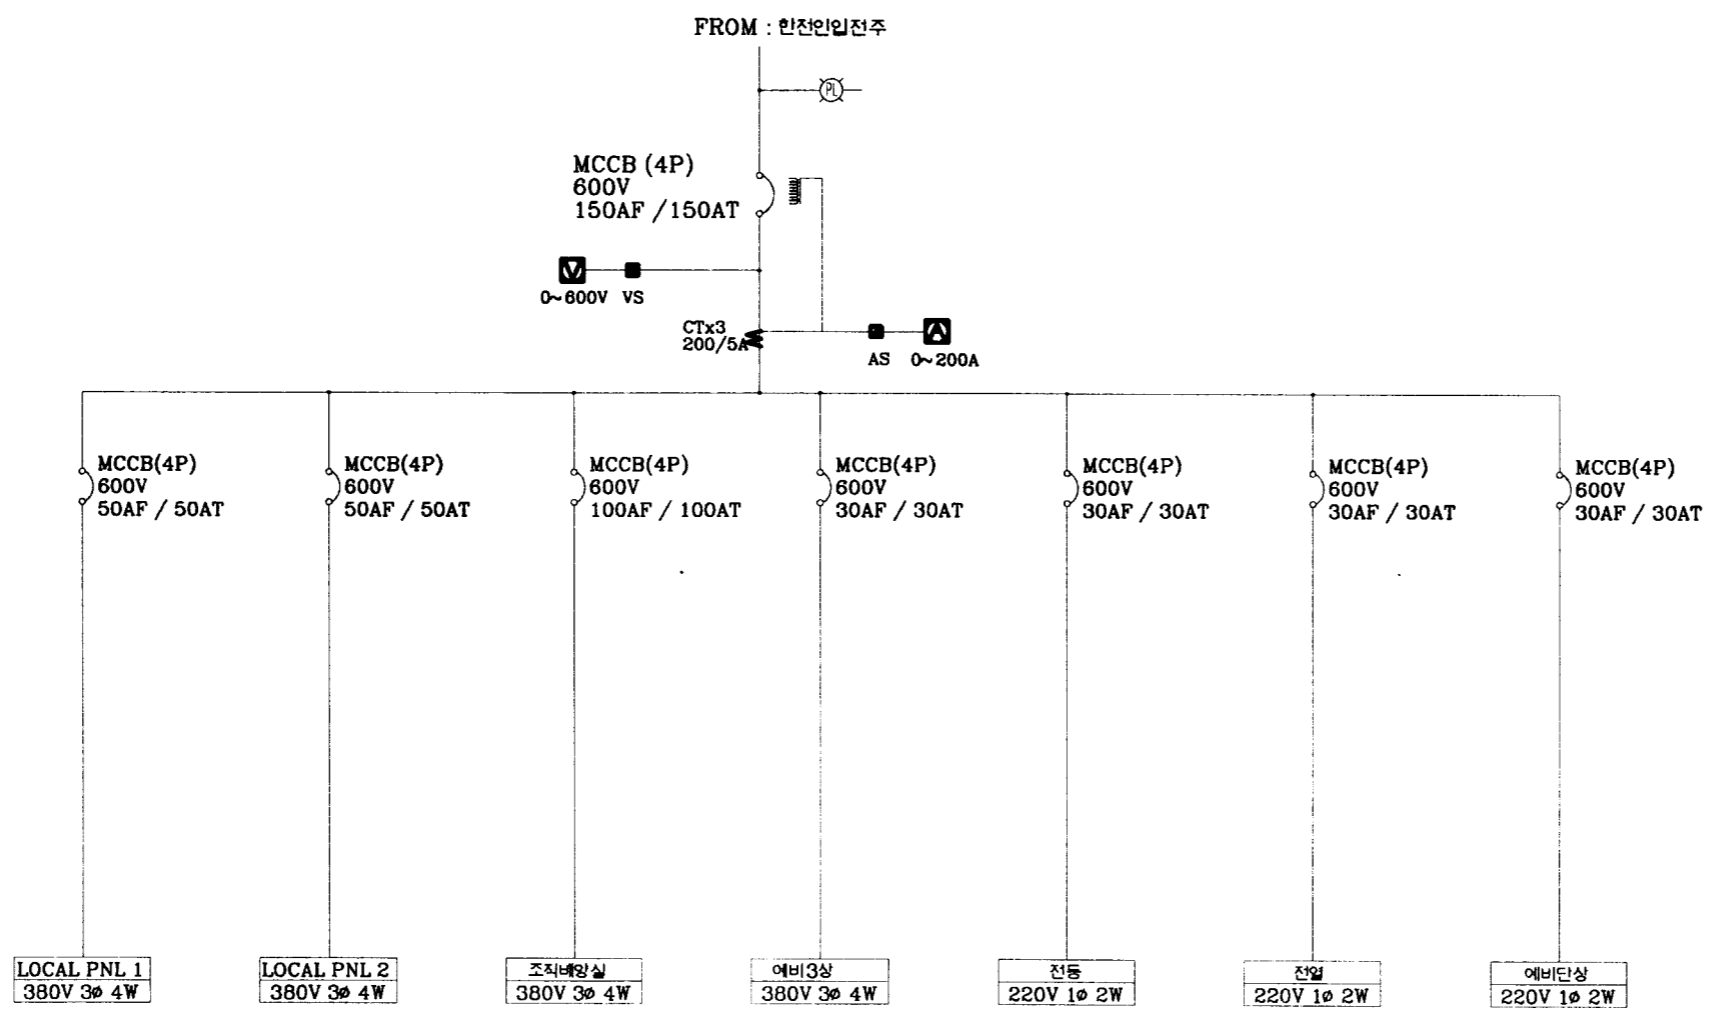 FROM : 한전인입전주
PL
MCCB (4P)
600V
150AF / 150AT
V
0~600V VS
CTx3
200/5A
A
AS 0~200A
MCCB(4P)
600V
50AF / 50AT
MCCB(4P)
600V
50AF / 50AT
MCCB(4P)
600V
100AF / 100AT
MCCB(4P)
600V
30AF / 30AT
MCCB(4P)
600V
30AF / 30AT
MCCB(4P)
600V
30AF / 30AT
MCCB(4P)
600V
30AF / 30AT
LOCAL PNL 1
380V 3ø 4W
LOCAL PNL 2
380V 3ø 4W
조직배양실
380V 3ø 4W
예비3상
380V 3ø 4W
전등
220V 1ø 2W
전열
220V 1ø 2W
예비단상
220V 1ø 2W